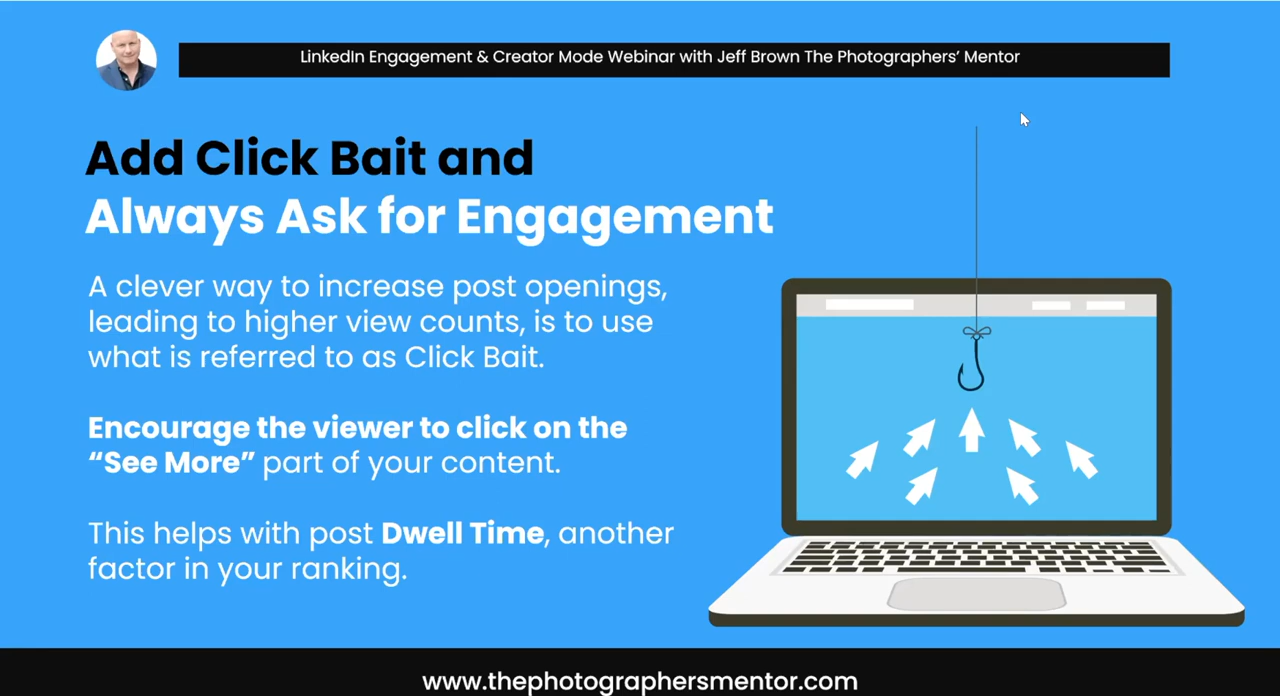 LinkedIn Engagement & Creator Mode Webinar with Jeff Brown The Photographers’ Mentor
Add Click Bait and
Always Ask for Engagement
A clever way to increase post openings,
leading to higher view counts, is to use
what is referred to as Click Bait.
Encourage the viewer to click on the
“See More” part of your content.
This helps with post Dwell Time, another
factor in your ranking.
www.thephotographersmentor.com